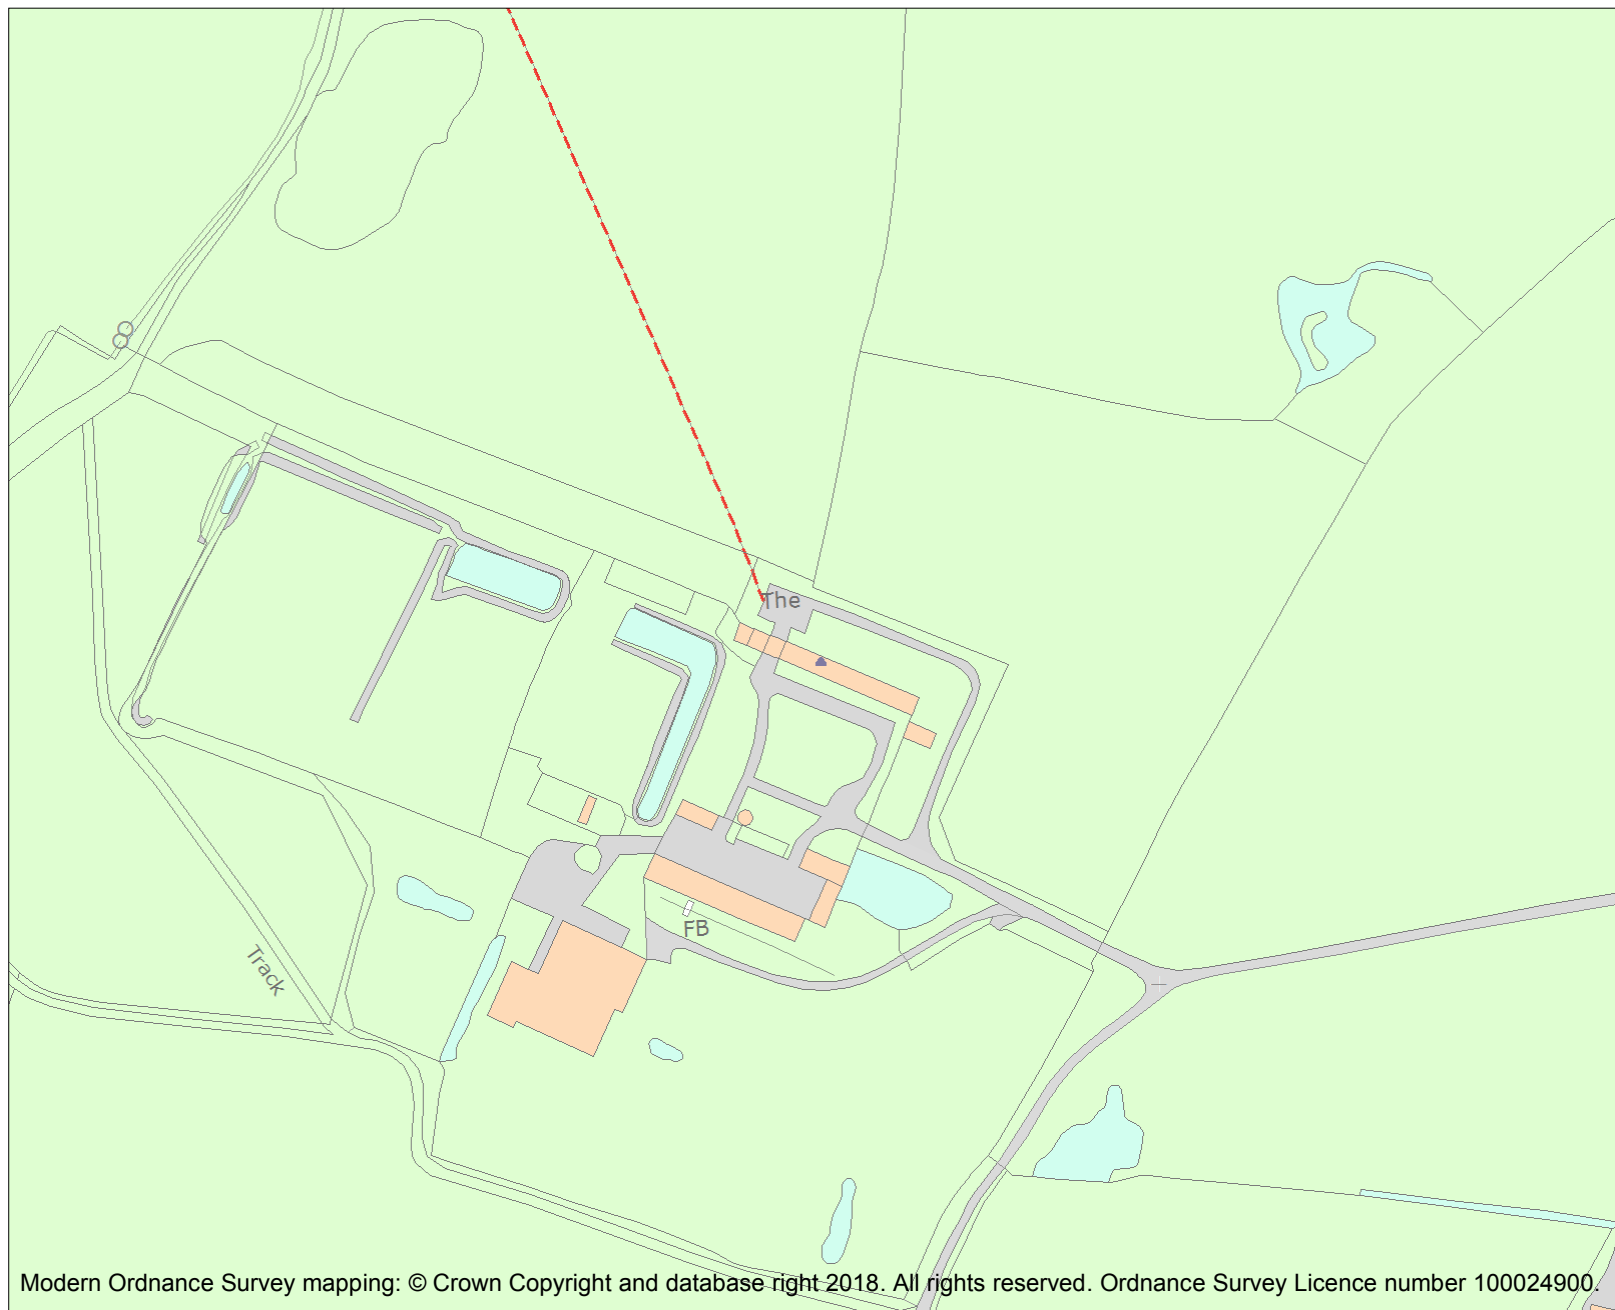 The
FB
Track
Modern Ordnance Survey mapping: © Crown Copyright and database right 2018. All rights reserved. Ordnance Survey Licence number 100024900.